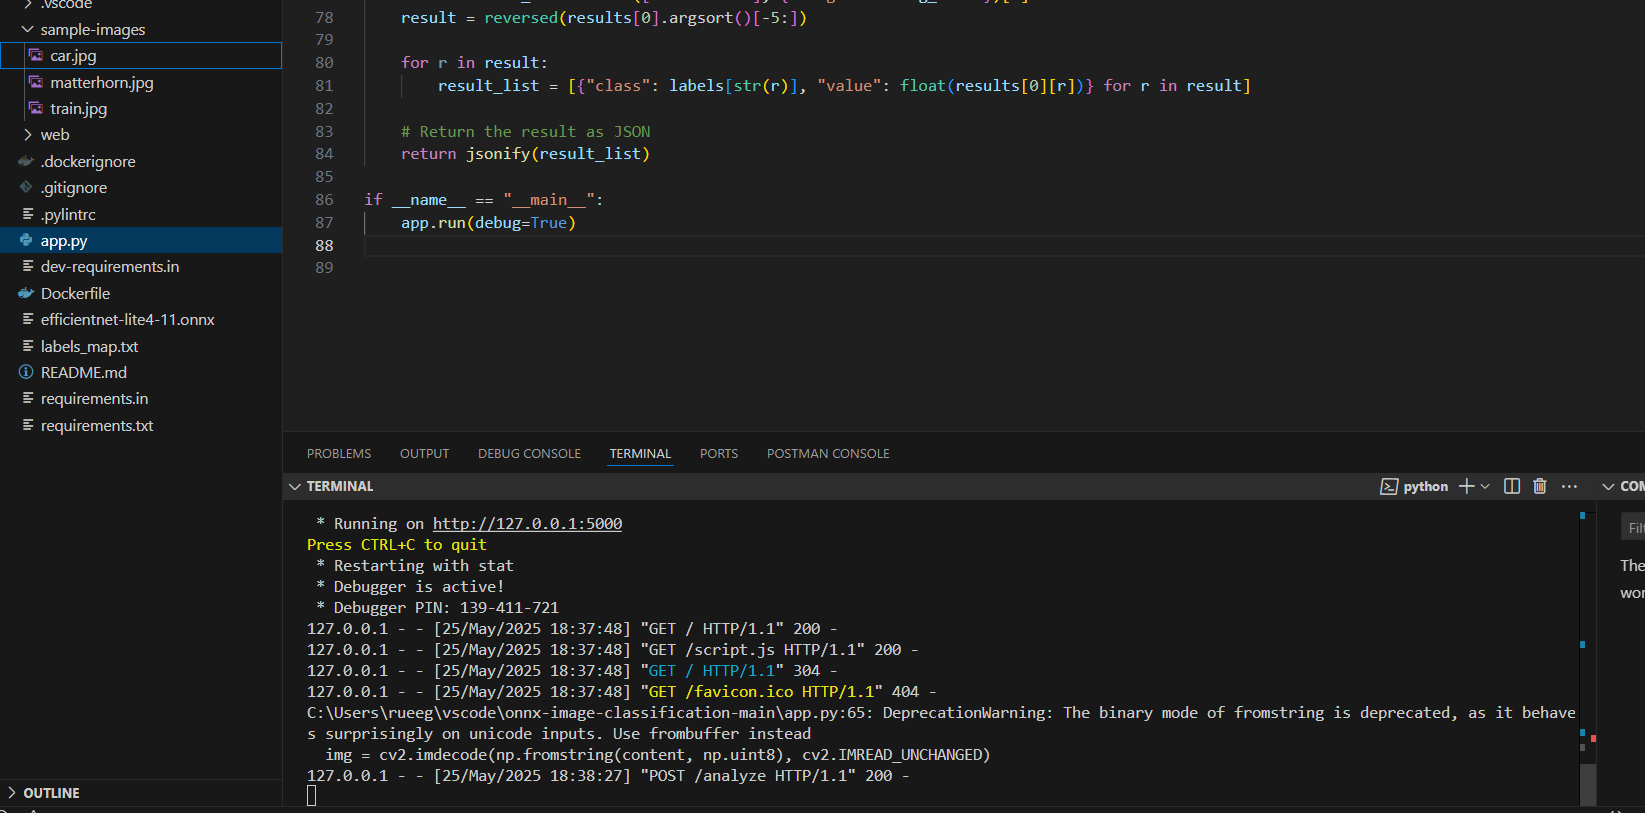 .vscode
sample-images
car.jpg
matterhorn.jpg
train.jpg
web
.dockerignore
.gitignore
.pylintrc
app.py
dev-requirements.in
Dockerfile
efficientnet-lite4-11.onnx
labels_map.txt
README.md
requirements.in
requirements.txt
OUTLINE
78 result = reversed(results[0].argsort()[-5:])
79
80 for r in result:
81 result_list = [{"class": labels[str(r)], "value": float(results[0][r])} for r in result]
82
83 # Return the result as JSON
84 return jsonify(result_list)
85
86 if __name__ == "__main__":
87 app.run(debug=True)
88
89
PROBLEMS OUTPUT DEBUG CONSOLE TERMINAL PORTS POSTMAN CONSOLE
TERMINAL python
* Running on http://127.0.0.1:5000
Press CTRL+C to quit
* Restarting with stat
* Debugger is active!
* Debugger PIN: 139-411-721
127.0.0.1 - - [25/May/2025 18:37:48] "GET / HTTP/1.1" 200 -
127.0.0.1 - - [25/May/2025 18:37:48] "GET /script.js HTTP/1.1" 200 -
127.0.0.1 - - [25/May/2025 18:37:48] "GET / HTTP/1.1" 304 -
127.0.0.1 - - [25/May/2025 18:37:48] "GET /favicon.ico HTTP/1.1" 404 -
C:\Users\rueeg\vscode\onnx-image-classification-main\app.py:65: DeprecationWarning: The binary mode of fromstring is deprecated, as it behave
s surprisingly on unicode inputs. Use frombuffer instead
img = cv2.imdecode(np.fromstring(content, np.uint8), cv2.IMREAD_UNCHANGED)
127.0.0.1 - - [25/May/2025 18:38:27] "POST /analyze HTTP/1.1" 200 -
COM
Filt
The
wor